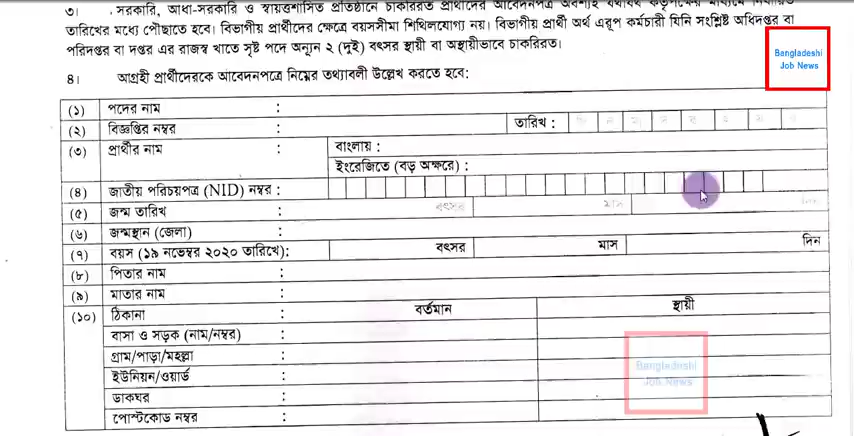 ৩। . সরকারি, আধা-সরকারি ও স্বায়ত্তশাসিত প্রতিষ্ঠানে চাকরিরত প্রার্থীদের আবেদনপত্র অবশ্যই যথাযথ কর্তৃপক্ষের মাধ্যমে নির্ধারিত
তারিখের মধ্যে পৌঁছাতে হবে। বিভাগীয় প্রার্থীদের ক্ষেত্রে বয়সসীমা শিথিলযোগ্য নয়। বিভাগীয় প্রার্থী অর্থ এরূপ কর্মচারী যিনি সংশ্লিষ্ট অধিদপ্তর বা
পরিদপ্তর বা দপ্তর এর রাজস্ব খাতে সৃষ্ট পদে অন্যূন ২ (দুই) বৎসর স্থায়ী বা অস্থায়ীভাবে চাকরিরত।
Bangladeshi
Job News
৪। আগ্রহী প্রার্থীদেরকে আবেদনপত্রে নিম্নের তথ্যাবলী উল্লেখ করতে হবে:
(১) পদের নাম :
(২) বিজ্ঞপ্তির নম্বর : তারিখ : দি ন মা স ব ৎ স র
(৩) প্রার্থীর নাম : বাংলায় :
ইংরেজিতে (বড় অক্ষরে) :
(৪) জাতীয় পরিচয়পত্র (NID) নম্বর :
(৫) জন্ম তারিখ : বৎসর মাস দিন
(৬) জন্মস্থান (জেলা) :
(৭) বয়স (১৯ নভেম্বর ২০২০ তারিখে): বৎসর মাস দিন
(৮) পিতার নাম :
(৯) মাতার নাম :
(১০) ঠিকানা : বর্তমান স্থায়ী
বাসা ও সড়ক (নাম/নম্বর) :
গ্রাম/পাড়া/মহল্লা :
ইউনিয়ন/ওয়ার্ড :
ডাকঘর :
পোস্টকোড নম্বর :
Bangladeshi
Job News